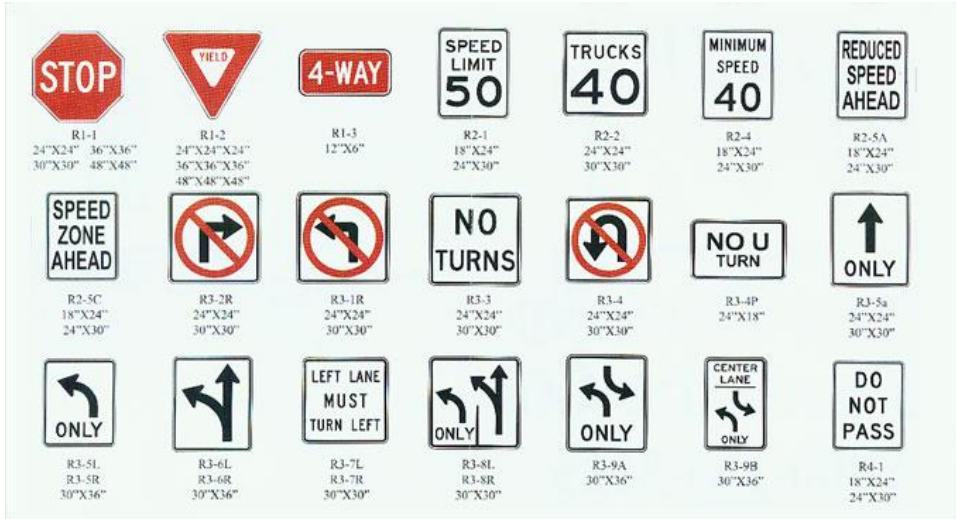 STOP
R1-1
24"X24" 36"X36"
30"X30" 48"X48"
YIELD
R1-2
24"X24"X24"
36"X36"X36"
48"X48"X48"
4-WAY
R1-3
12"X6"
SPEED
LIMIT
50
R2-1
18"X24"
24"X30"
TRUCKS
40
R2-2
24"X24"
30"X30"
MINIMUM
SPEED
40
R2-4
18"X24"
24"X30"
REDUCED
SPEED
AHEAD
R2-5A
18"X24"
24"X30"
SPEED
ZONE
AHEAD
R2-5C
18"X24"
24"X30"
R3-2R
24"X24"
30"X30"
R3-1R
24"X24"
30"X30"
NO
TURNS
R3-3
24"X24"
30"X30"
R3-4
24"X24"
30"X30"
NO U
TURN
R3-4P
24"X18"
ONLY
R3-5a
24"X24"
30"X30"
ONLY
R3-5L
R3-5R
30"X36"
R3-6L
R3-6R
30"X36"
LEFT LANE
MUST
TURN LEFT
R3-7L
R3-7R
30"X30"
ONLY
R3-8L
R3-8R
30"X30"
ONLY
R3-9A
30"X36"
CENTER
LANE
ONLY
R3-9B
30"X36"
DO
NOT
PASS
R4-1
18"X24"
24"X30"